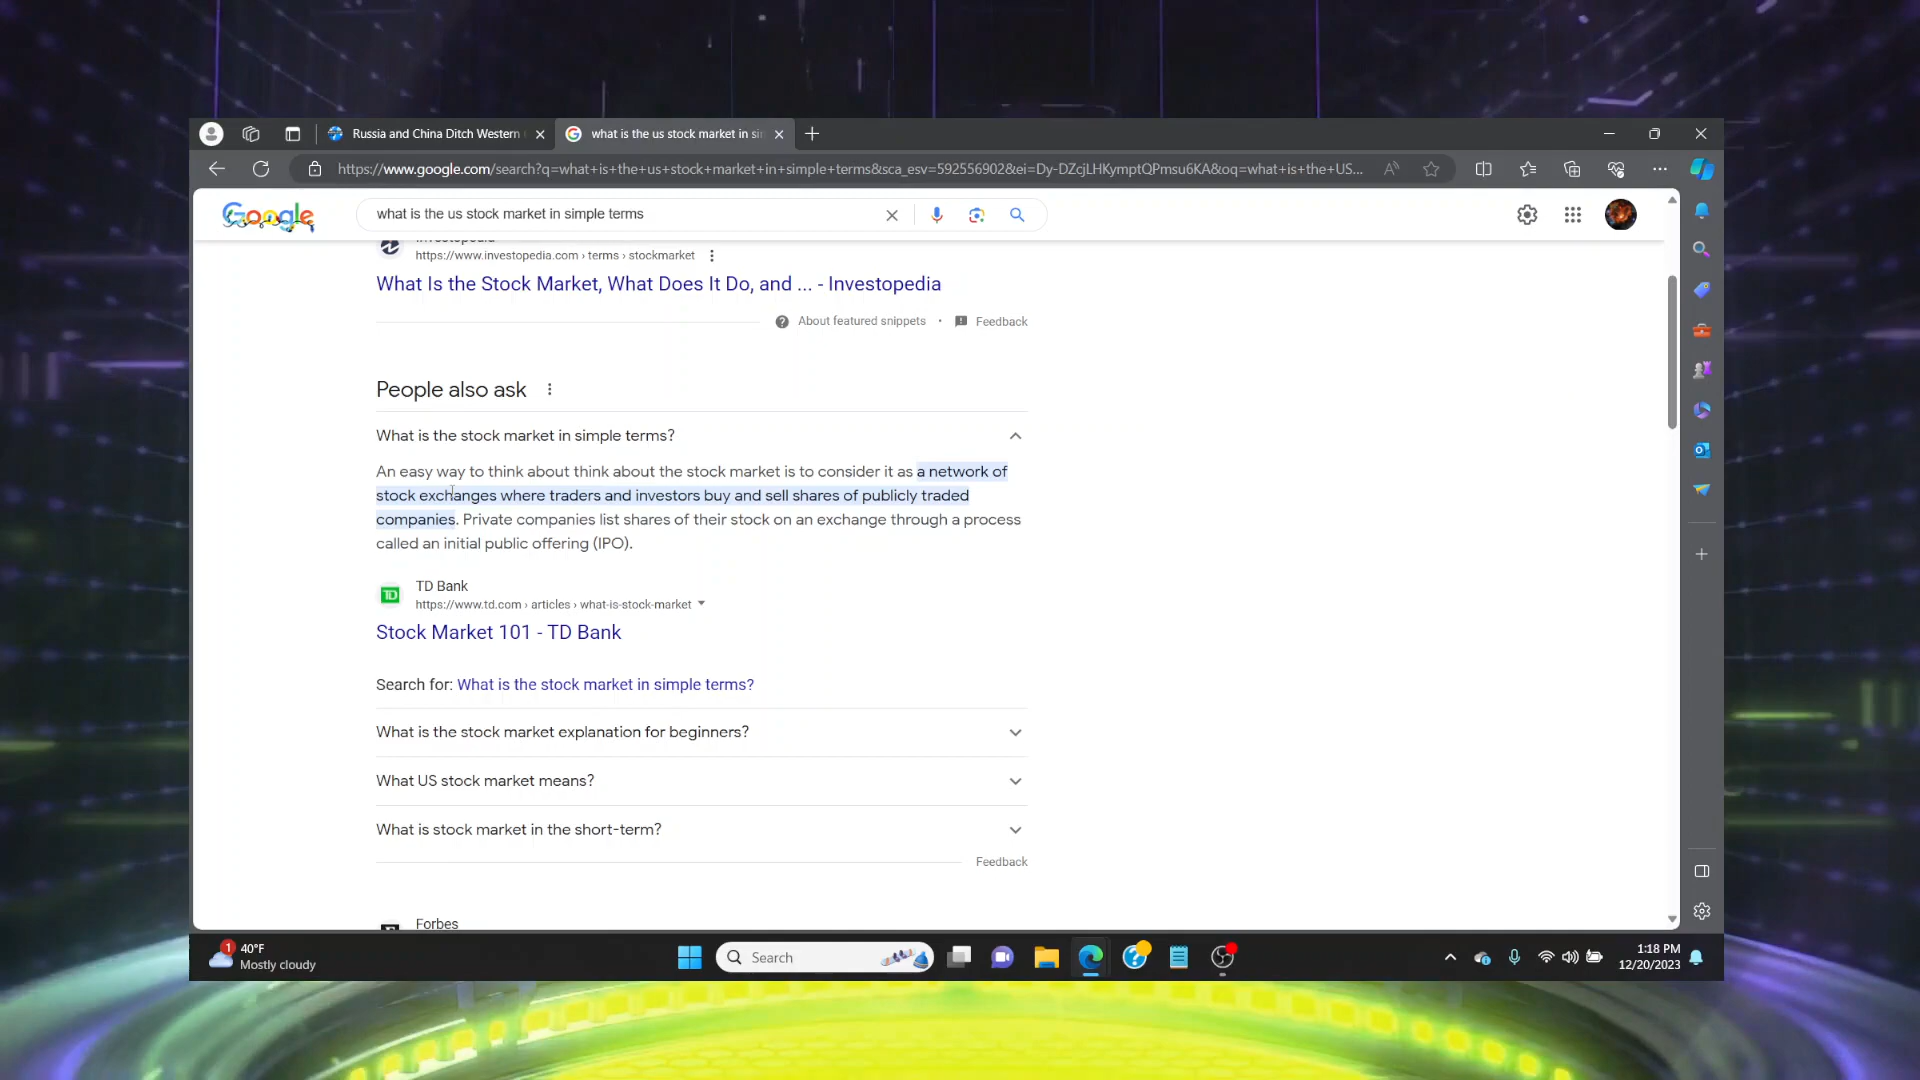 Russia and China Ditch Western
what is the us stock market in si
https://www.google.com/search?q=what+is+the+us+stock+market+in+simple+terms&sca_esv=592556902&ei=Dy-DZcjLHKymptQPmsu6KA&oq=what+is+the+US...
Google
what is the us stock market in simple terms
Investopedia
https://www.investopedia.com › terms › stockmarket
What Is the Stock Market, What Does It Do, and ... - Investopedia
About featured snippets • Feedback
People also ask
What is the stock market in simple terms?
An easy way to think about think about the stock market is to consider it as a network of
stock exchanges where traders and investors buy and sell shares of publicly traded
companies. Private companies list shares of their stock on an exchange through a process
called an initial public offering (IPO).
TD
TD Bank
https://www.td.com › articles › what-is-stock-market
Stock Market 101 - TD Bank
Search for: What is the stock market in simple terms?
What is the stock market explanation for beginners?
What US stock market means?
What is stock market in the short-term?
Feedback
Forbes
1
40°F
Mostly cloudy
Search
1:18 PM
12/20/2023